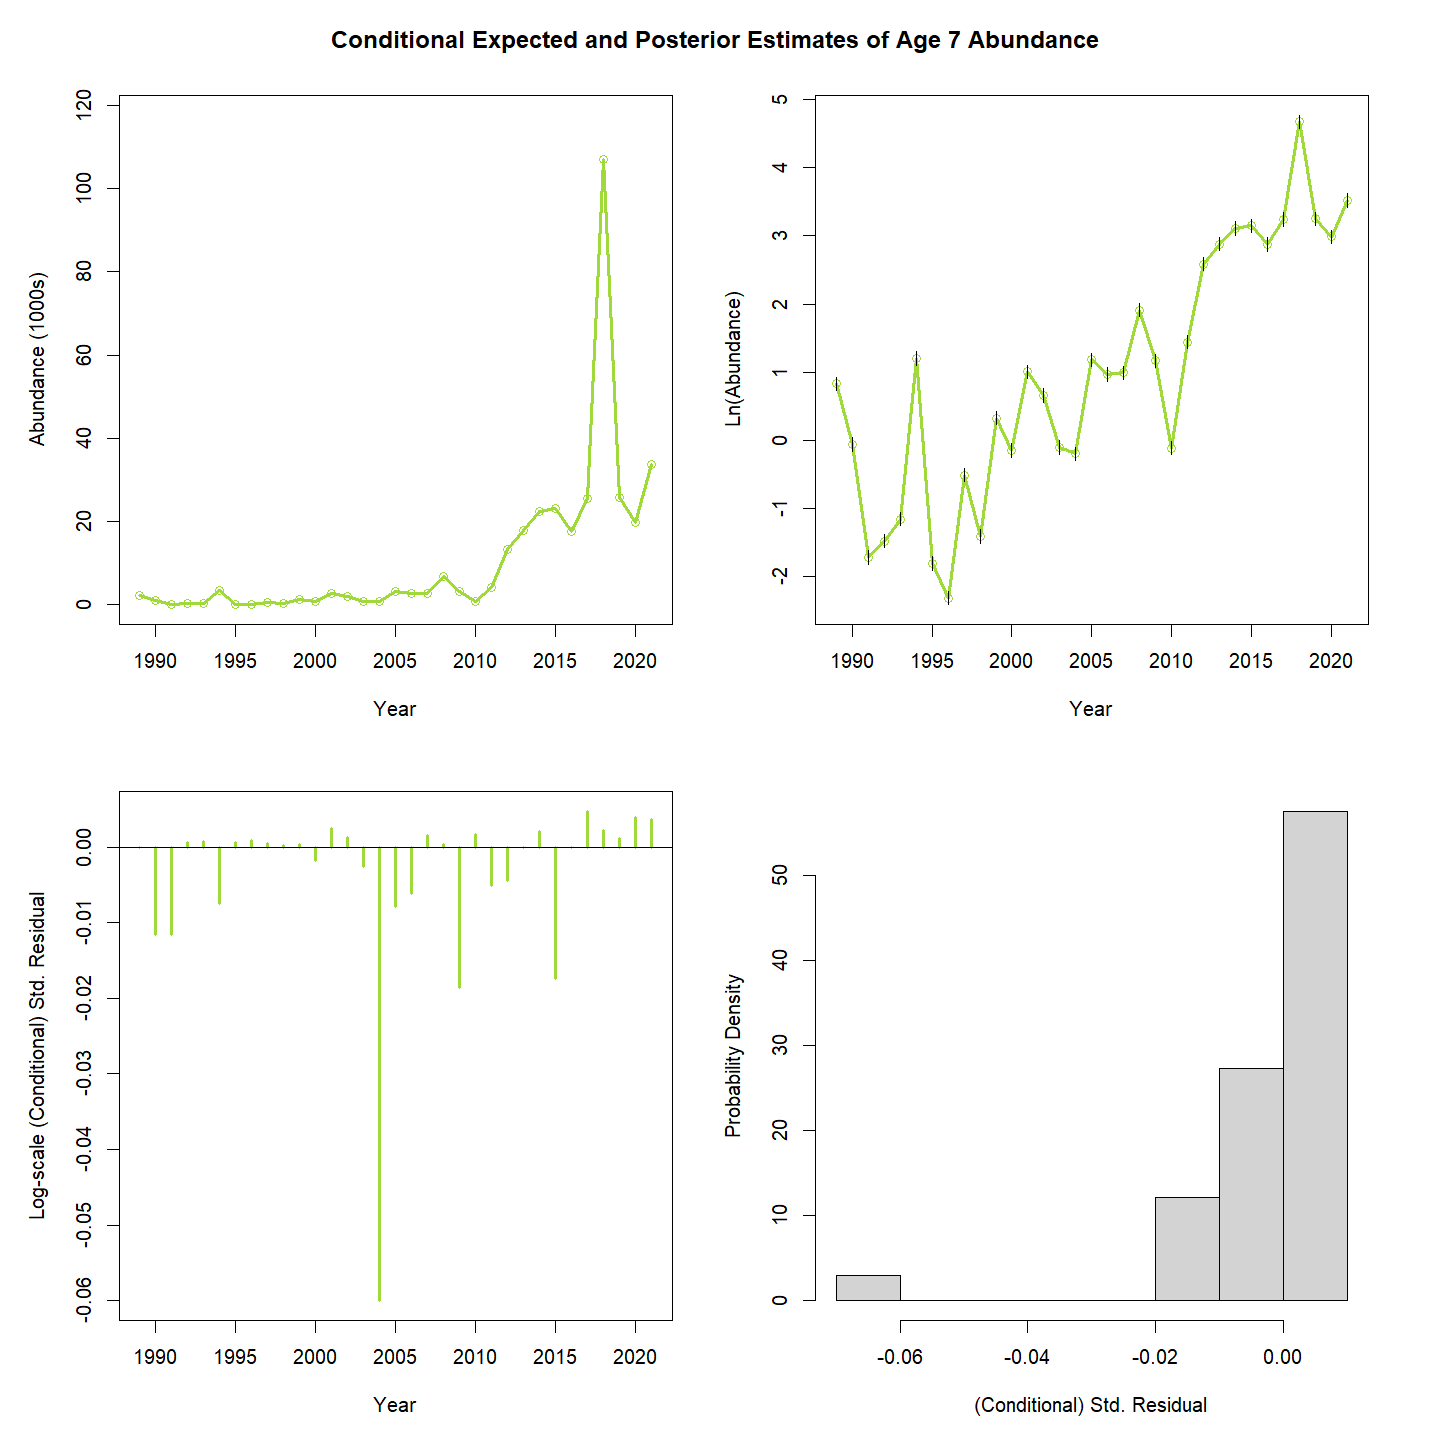 Conditional Expected and Posterior Estimates of Age 7 Abundance
Abundance (1000s)
120
100
80
60
40
20
0
1990 1995 2000 2005 2010 2015 2020
Year
Ln(Abundance)
5
4
3
2
1
0
-1
-2
1990 1995 2000 2005 2010 2015 2020
Year
Log-scale (Conditional) Std. Residual
0.00
-0.01
-0.02
-0.03
-0.04
-0.05
-0.06
1990 1995 2000 2005 2010 2015 2020
Year
Probability Density
50
40
30
20
10
0
-0.06 -0.04 -0.02 0.00
(Conditional) Std. Residual